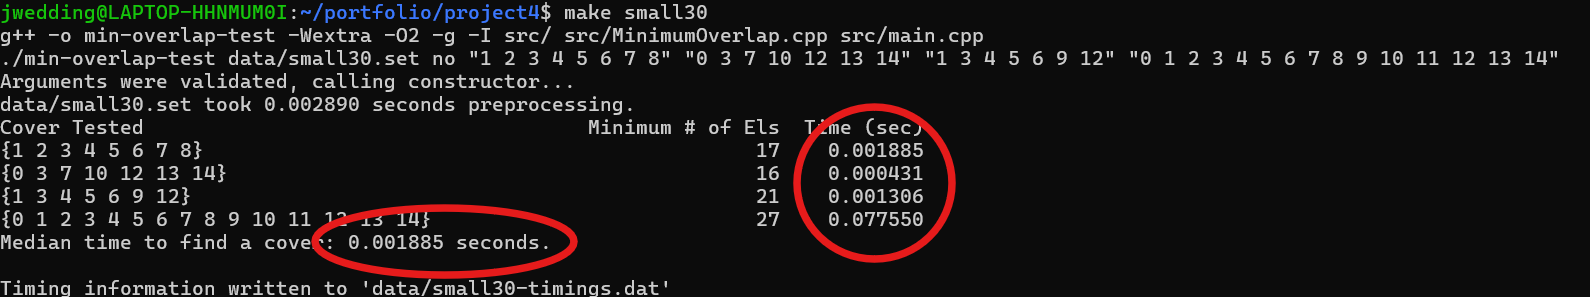 jwedding@LAPTOP-HHNMUM0I:~/portfolio/project4$ make small30
g++ -o min-overlap-test -Wextra -O2 -g -I src/ src/MinimumOverlap.cpp src/main.cpp
./min-overlap-test data/small30.set no "1 2 3 4 5 6 7 8" "0 3 7 10 12 13 14" "1 3 4 5 6 9 12" "0 1 2 3 4 5 6 7 8 9 10 11 12 13 14"
Arguments were validated, calling constructor...
data/small30.set took 0.002890 seconds preprocessing.
Cover Tested Minimum # of Els Time (sec)
{1 2 3 4 5 6 7 8} 17 0.001885
{0 3 7 10 12 13 14} 16 0.000431
{1 3 4 5 6 9 12} 21 0.001306
{0 1 2 3 4 5 6 7 8 9 10 11 12 13 14} 27 0.077550
Median time to find a cover: 0.001885 seconds.
Timing information written to 'data/small30-timings.dat'